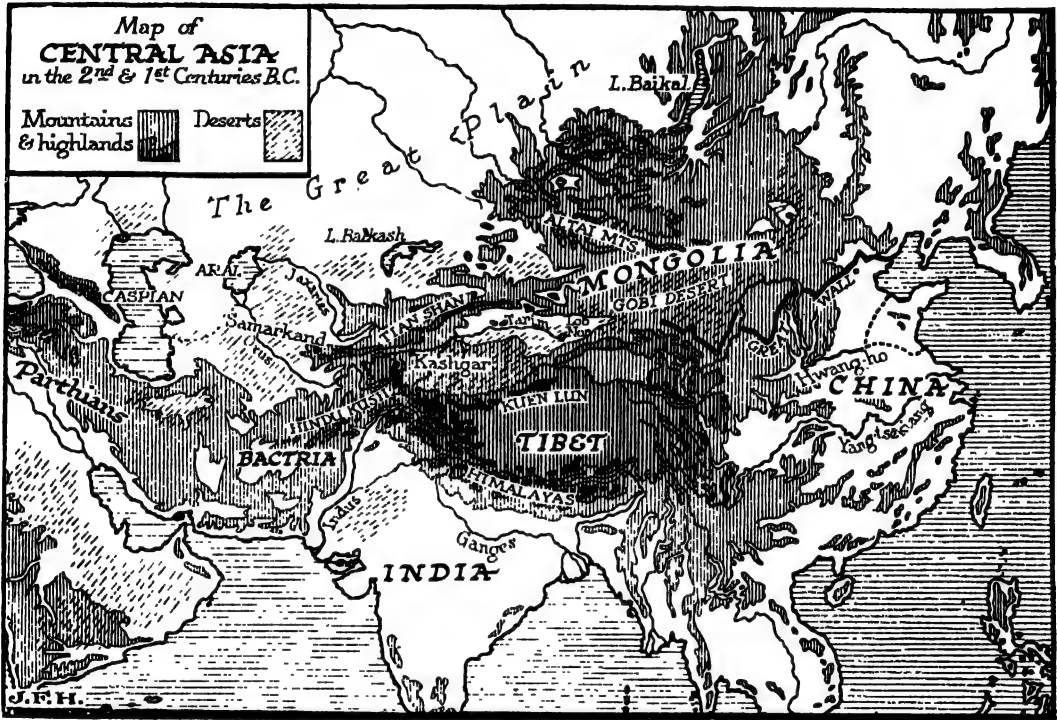 Map of
CENTRAL ASIA
in the 2nd & 1st Centuries B.C.
Mountains
& highlands
Deserts
L. Baikal
The Great Plain
ALTAI MTS.
L. Balkash
MONGOLIA
ARAL
Jaxartes
GOBI DESERT
CASPIAN
TIAN SHAN
GREAT WALL
Samarkand
Oxus
Kashgar
Hwang-ho
Parthians
CHINA
HINDU KUSH
KUEN LUN
Yang-tse-kiang
TIBET
BACTRIA
HIMALAYAS
Indus
Ganges
INDIA
J.F.H.